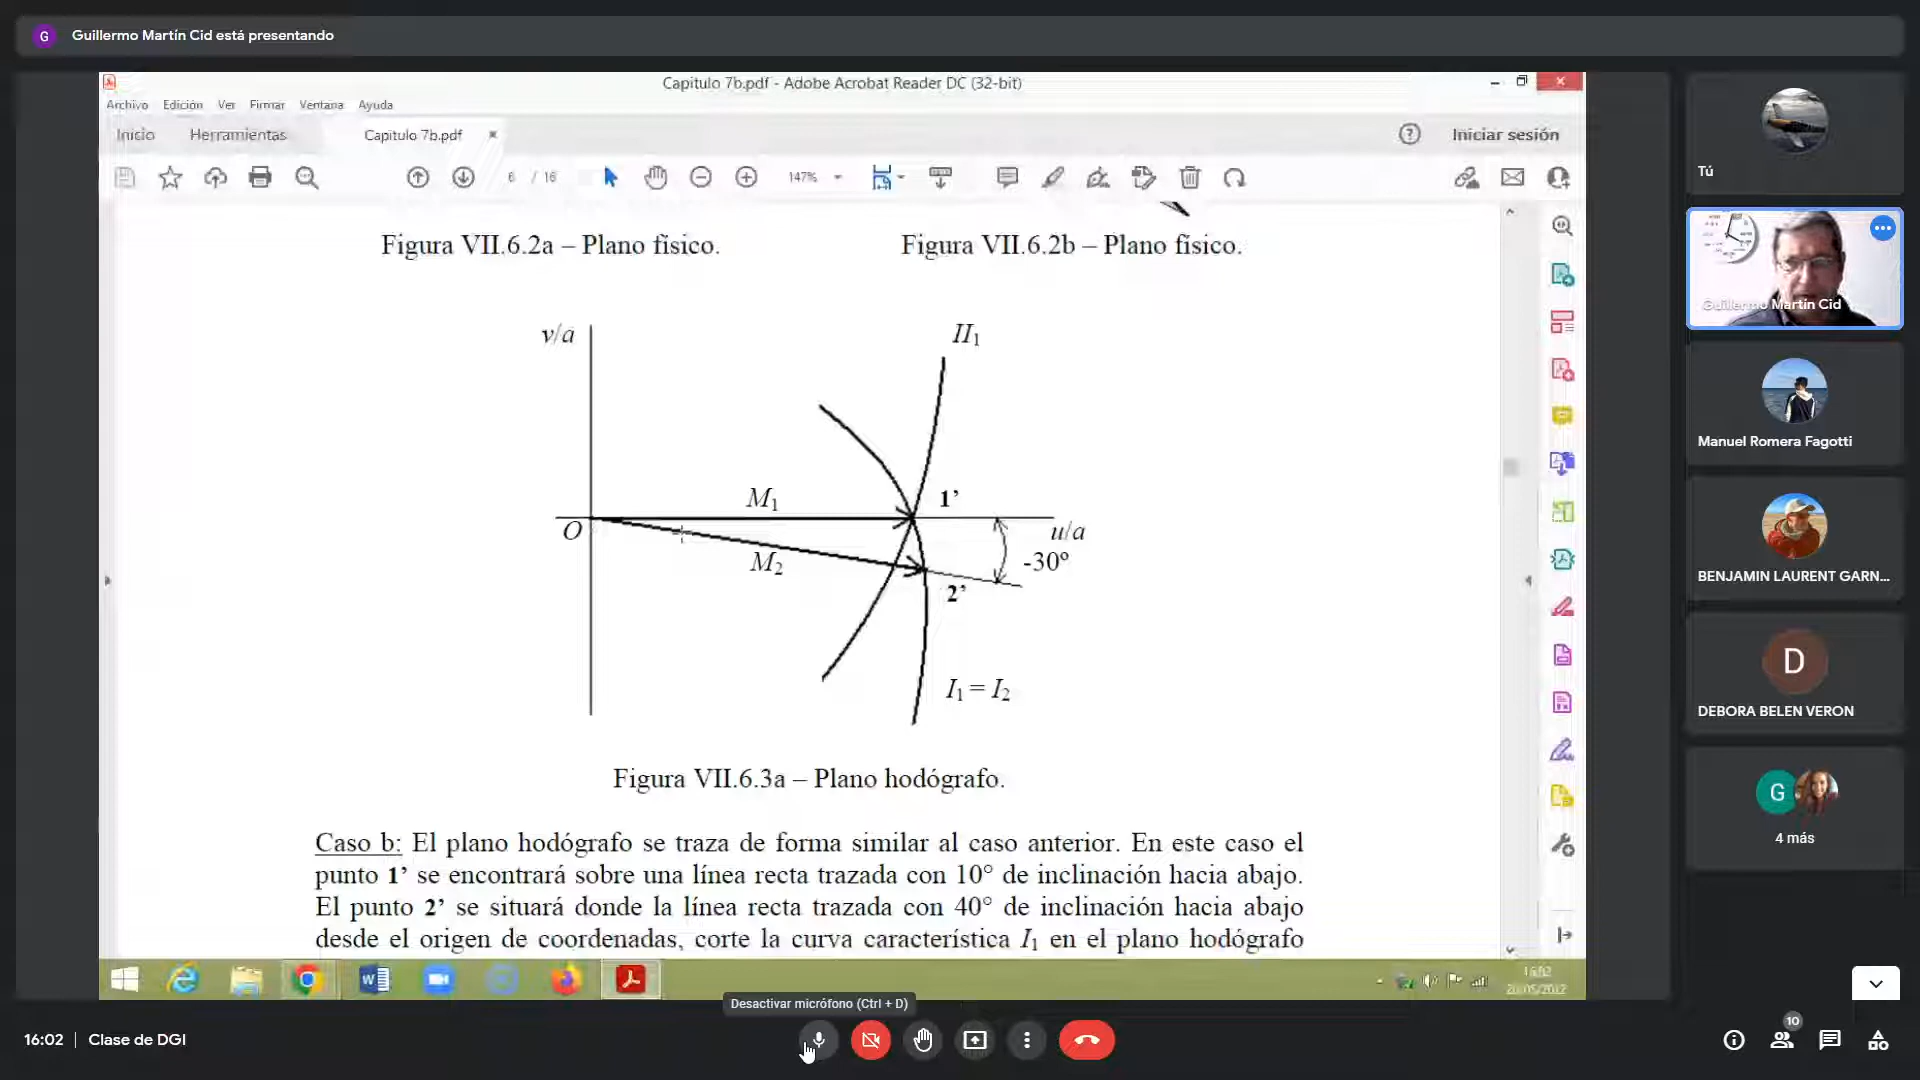 G Guillermo Martín Cid está presentando
Capitulo 7b.pdf - Adobe Acrobat Reader DC (32-bit)
Archivo Edición Ver Firmar Ventana Ayuda
Inicio Herramientas Capitulo 7b.pdf × Iniciar sesión
6 / 16 147%
Figura VII.6.2a – Plano físico. Figura VII.6.2b – Plano físico.
v/a
II1
M1
1’
O
u/a
-30º
M2
2’
I1 = I2
Figura VII.6.3a – Plano hodógrafo.
Caso b: El plano hodógrafo se traza de forma similar al caso anterior. En este caso el
punto 1’ se encontrará sobre una línea recta trazada con 10° de inclinación hacia abajo.
El punto 2’ se situará donde la línea recta trazada con 40° de inclinación hacia abajo
desde el origen de coordenadas, corte la curva característica I1 en el plano hodógrafo
16:02
Desactivar micrófono (Ctrl + D)
16:02 | Clase de DGI
10
Tú
Guillermo Martín Cid
Manuel Romera Fagotti
BENJAMIN LAURENT GARN...
D
DEBORA BELEN VERON
G
4 más